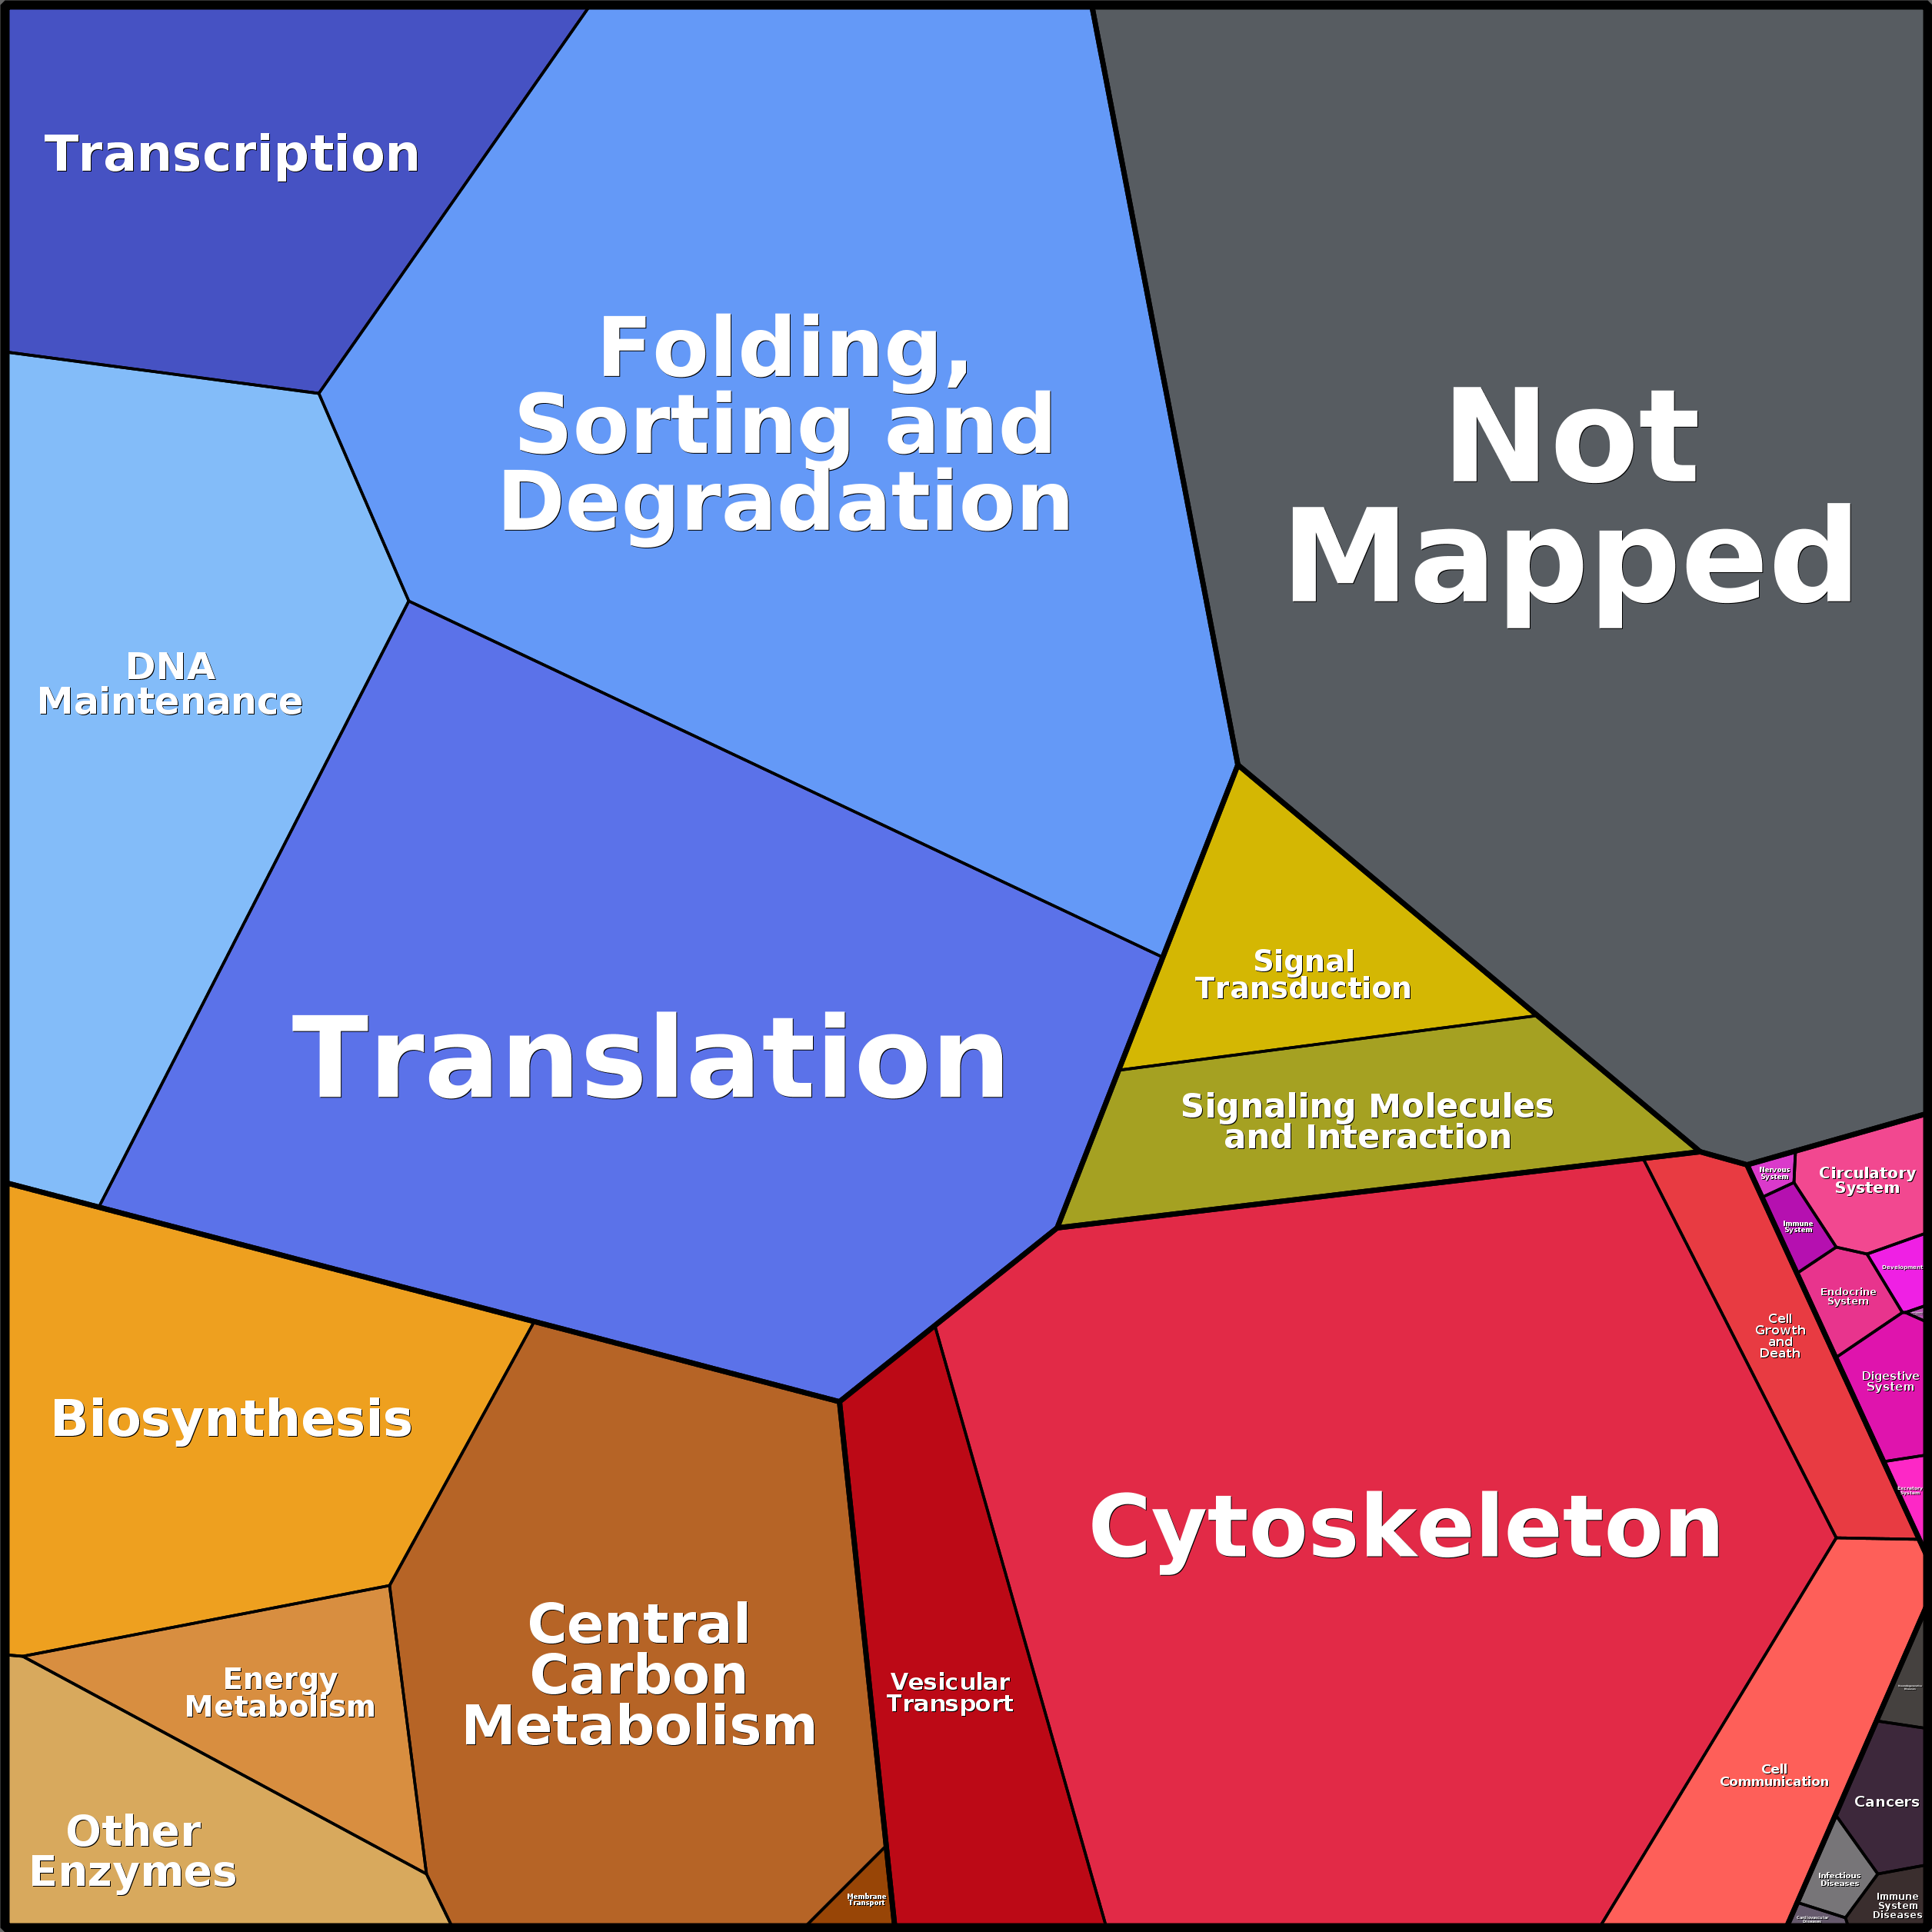 Transcription
Folding,
Sorting and
Degradation
Not
Mapped
DNA
Maintenance
Translation
Signal
Transduction
Signaling Molecules
and Interaction
Nervous
System
Circulatory
System
Immune
System
Development
Endocrine
System
Cell
Growth
and
Death
Digestive
System
Excretory
System
Biosynthesis
Cytoskeleton
Central
Carbon
Metabolism
Energy
Metabolism
Vesicular
Transport
Other
Enzymes
Membrane
Transport
Cell
Communication
Cancers
Infectious
Diseases
Immune
System
Diseases